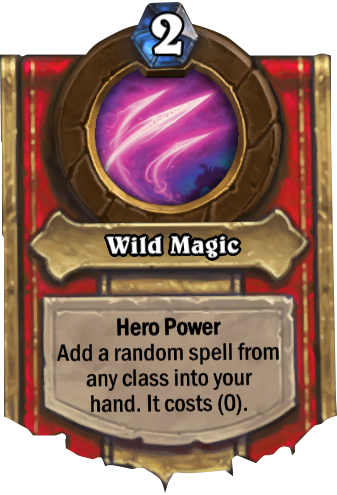 2
Wild Magic
Hero Power
Add a random spell from
any class into your
hand. It costs (0).